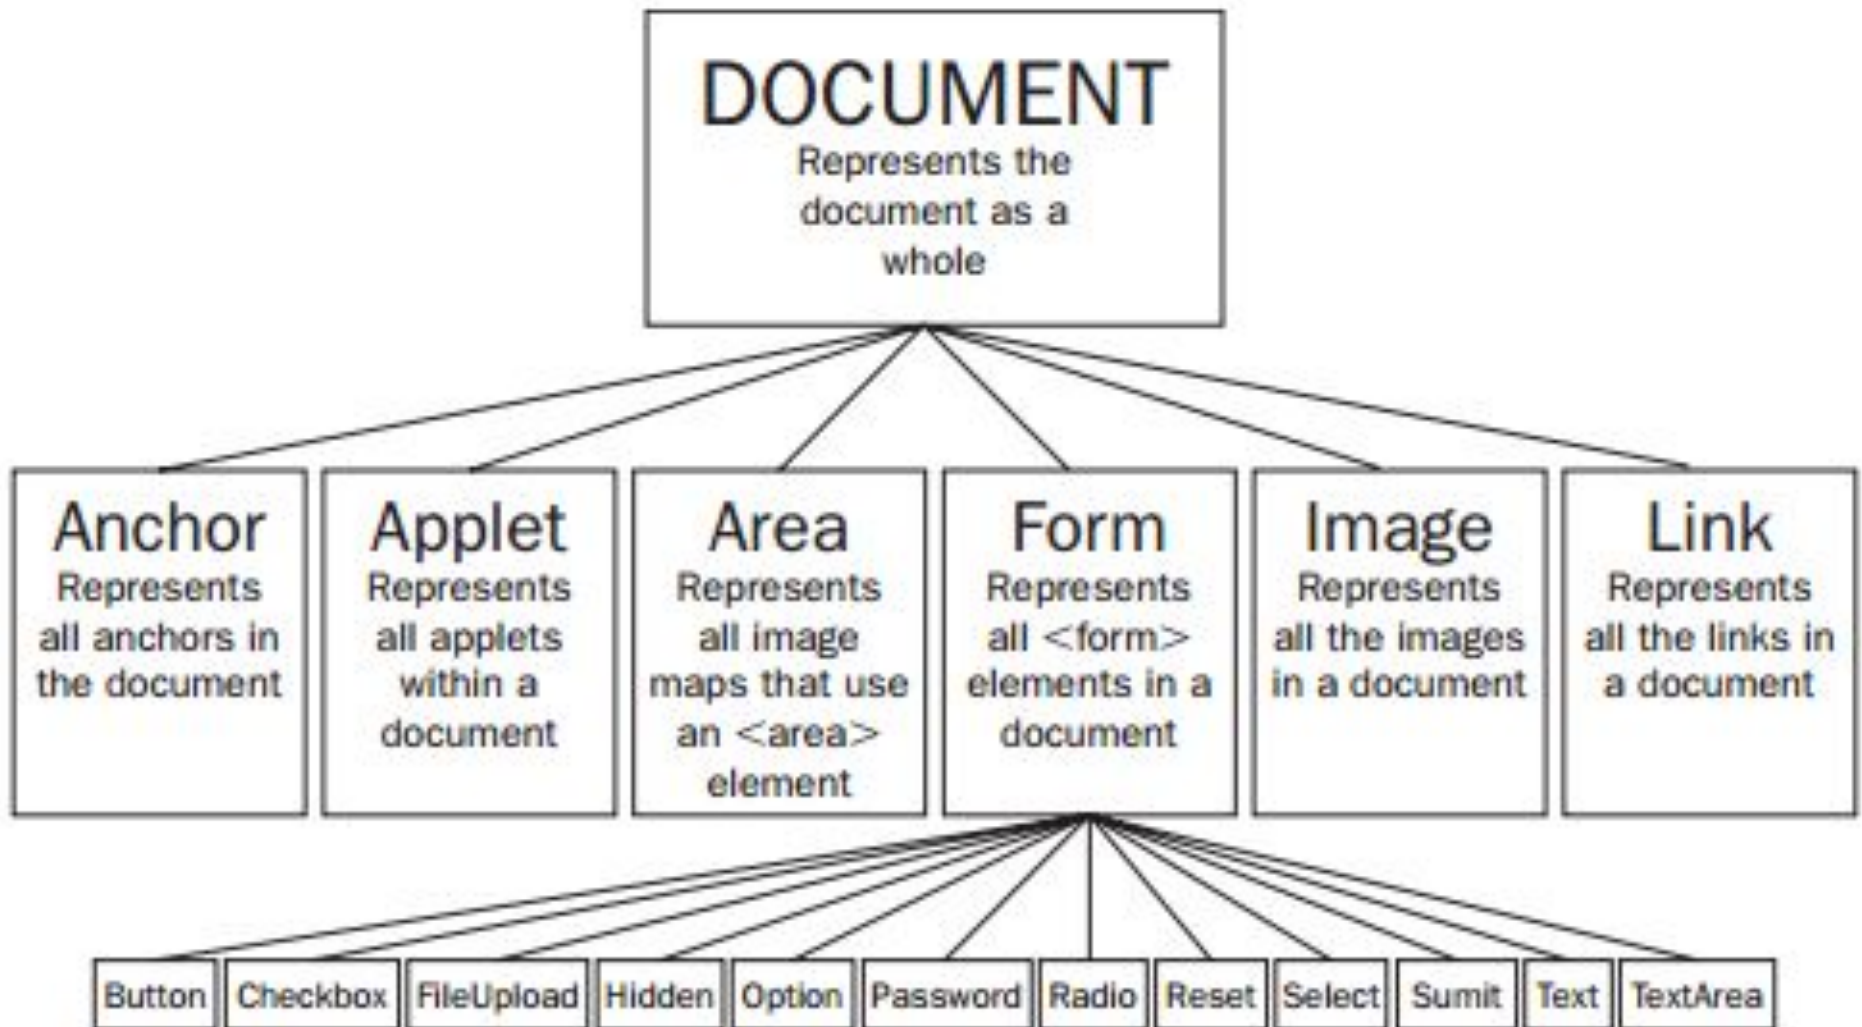 DOCUMENT
Represents the
document as a
whole
Anchor
Represents
all anchors in
the document
Applet
Represents
all applets
within a
document
Area
Represents
all image
maps that use
an <area>
element
Form
Represents
all <form>
elements in a
document
Image
Represents
all the images
in a document
Link
Represents
all the links in
a document
Button
Checkbox
FileUpload
Hidden
Option
Password
Radio
Reset
Select
Sumit
Text
TextArea